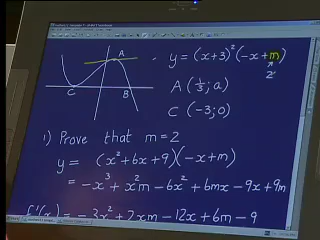 A
C
B
y = (x+3)²(-x+m)
2
A (1/3; a)
C (-3;0)
1) Prove that m=2
y = (x²+6x+9)(-x+m)
= -x³+x²m-6x²+6mx-9x+9m
f'(x) = -3x²+2xm-12x+6m-9